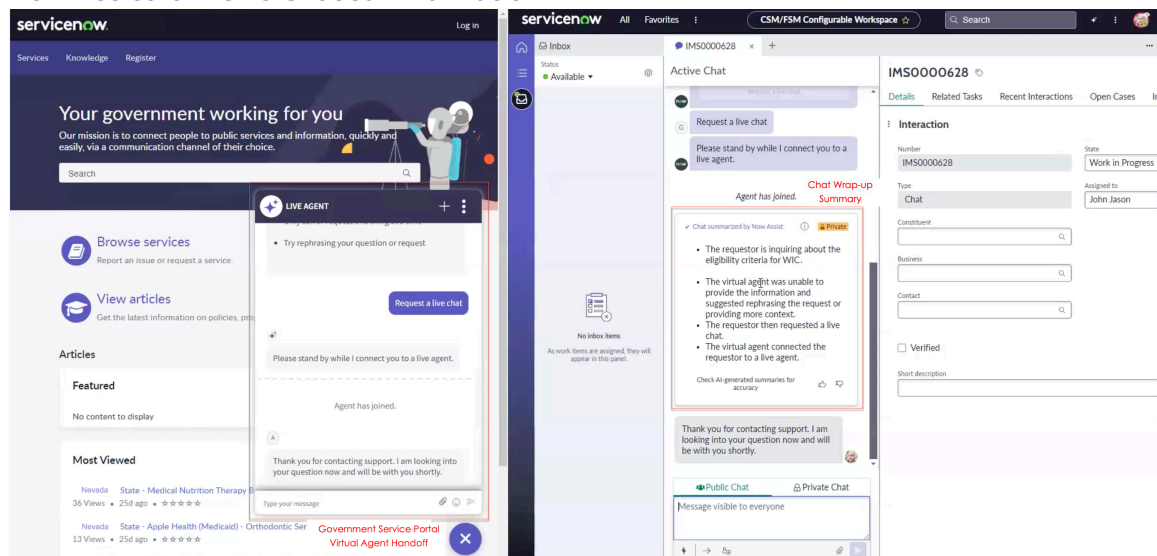 servicenow
Log in
Services Knowledge Register
Your government working for you
Our mission is to connect people to public services and information, quickly and
easily, via a communication channel of their choice.
Search
Browse services
Report an issue or request a service.
View articles
Get the latest information on policies,
Articles
Featured
No content to display
Most Viewed
Nevada State - Medical Nutrition Therapy
36 Views • 25d ago • ☆☆☆☆☆
Nevada State - Apple Health (Medicaid) - Orthodontic Ser
13 Views • 25d ago • ☆☆☆☆☆
LIVE AGENT
• Try rephrasing your question or request
Request a live chat
Please stand by while I connect you to a live agent.
Agent has joined.
A
Thank you for contacting support. I am looking into
your question now and will be with you shortly.
Type your message
Government Service Portal
Virtual Agent Handoff
servicenow All Favorites
CSM/FSM Configurable Workspace ☆
Search
Inbox
Status
Available
No inbox items
As work items are assigned, they will
appear in this panel.
IMS0000628 × +
Active Chat
Request a live chat
G
Request a live chat
Please stand by while I connect you to a
live agent.
Agent has joined.
Chat Wrap-up
Summary
Chat summarized by Now Assist
Private
• The requestor is inquiring about the
eligibility criteria for WIC.
• The virtual agent was unable to
provide the information and
suggested rephrasing the request or
providing more context.
• The requestor then requested a live
chat.
• The virtual agent connected the
requestor to a live agent.
Check AI-generated summaries for
accuracy
Thank you for contacting support. I am
looking into your question now and will
be with you shortly.
Public Chat
Private Chat
Message visible to everyone
IMS0000628
Details Related Tasks Recent Interactions Open Cases
Interaction
Number
IMS0000628
State
Work in Progress
Type
Chat
Assigned to
John Jason
Constituent
Business
Contact
Verified
Short description